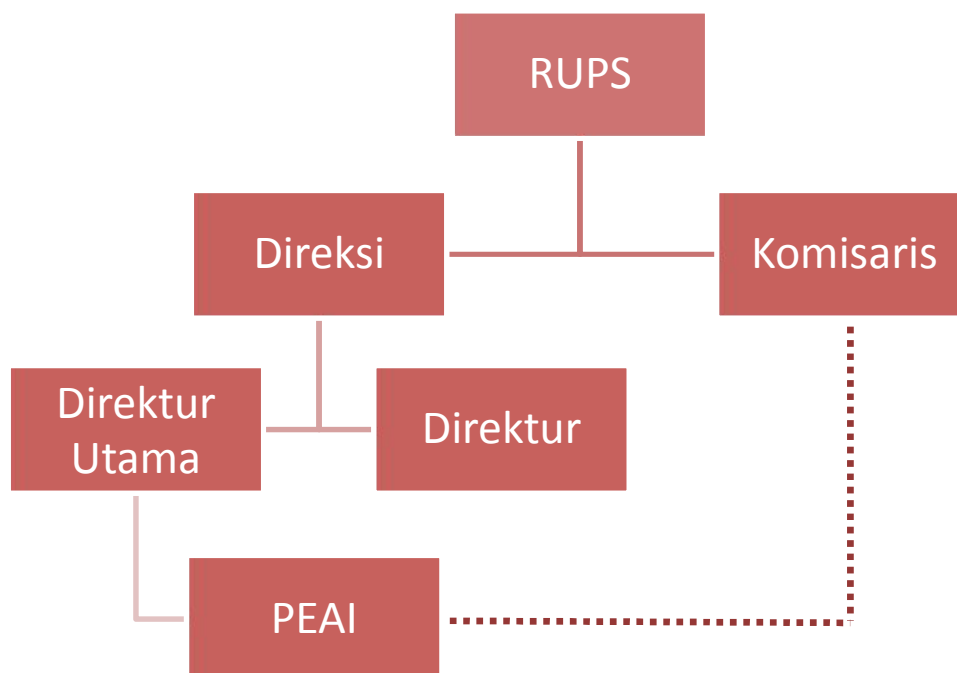 RUPS
Direksi
Komisaris
Direktur
Utama
Direktur
PEAI